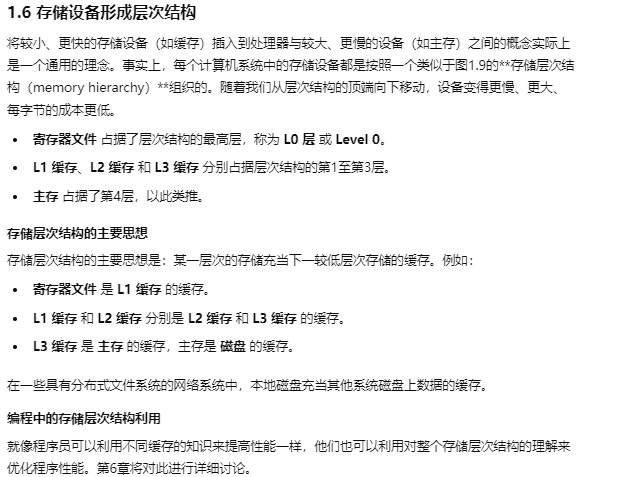 1.6 存储设备形成层次结构
将较小、更快的存储设备（如缓存）插入到处理器与较大、更慢的设备（如主存）之间的概念实际上
是一个通用的理念。事实上，每个计算机系统中的存储设备都是按照一个类似于图1.9的**存储层次结
构（memory hierarchy）**组织的。随着我们从层次结构的顶端向下移动，设备变得更慢、更大、
每字节的成本更低。
• 寄存器文件 占据了层次结构的最高层，称为 L0 层 或 Level 0。
• L1 缓存、L2 缓存 和 L3 缓存 分别占据层次结构的第1至第3层。
• 主存 占据了第4层，以此类推。
存储层次结构的主要思想
存储层次结构的主要思想是：某一层次的存储充当下一较低层次存储的缓存。例如：
• 寄存器文件 是 L1 缓存 的缓存。
• L1 缓存 和 L2 缓存 分别是 L2 缓存 和 L3 缓存 的缓存。
• L3 缓存 是 主存 的缓存，主存是 磁盘 的缓存。
在一些具有分布式文件系统的网络系统中，本地磁盘充当其他系统磁盘上数据的缓存。
编程中的存储层次结构利用
就像程序员可以利用不同缓存的知识来提高性能一样，他们也可以利用对整个存储层次结构的理解来
优化程序性能。第6章将对此进行详细讨论。